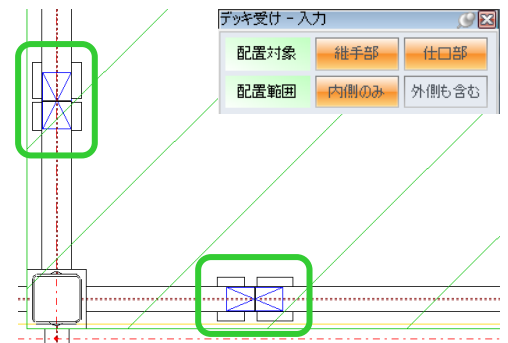 デッキ受け - 入力
配置対象 継手部 仕口部
配置範囲 内側のみ 外側も含む